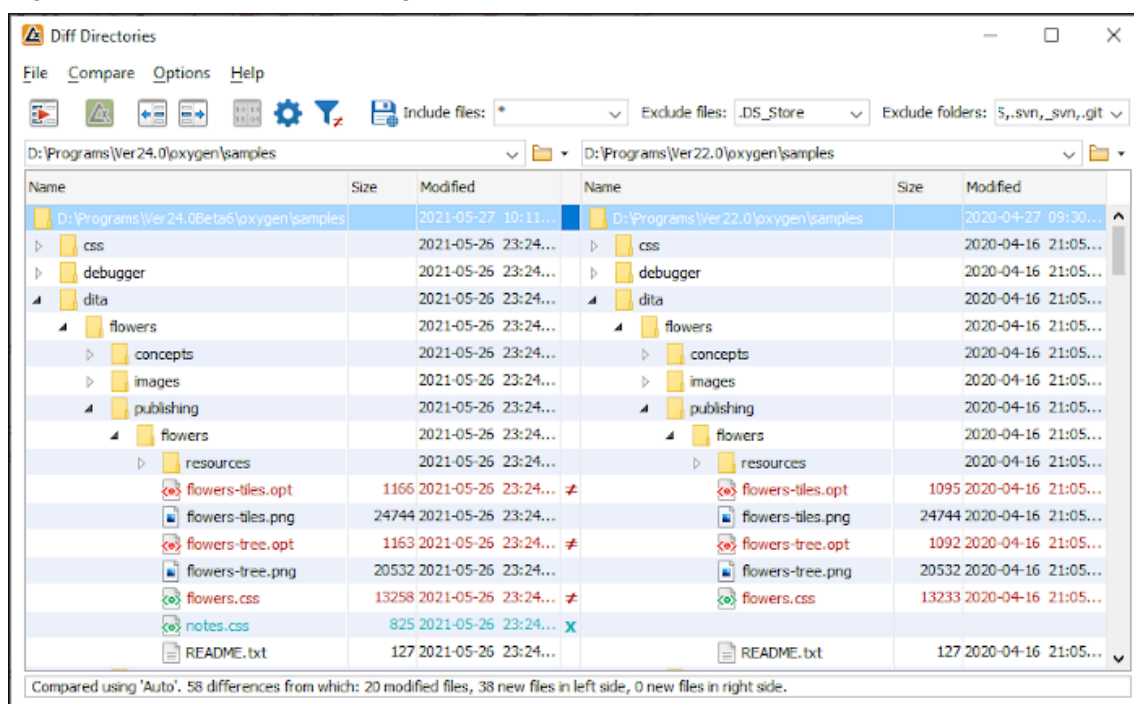 Diff Directories
File Compare Options Help
Include files: * Exclude files: .DS_Store Exclude folders: S,.svn,_svn,.git
D:\Programs\Ver24.0\oxygen\samples D:\Programs\Ver22.0\oxygen\samples
Name Size Modified Name Size Modified
D:\Programs\Ver24.0Beta6\oxygen\samples 2021-05-27 10:11... D:\Programs\Ver22.0\oxygen\samples 2020-04-27 09:30...
css 2021-05-26 23:24... css 2020-04-16 21:05...
debugger 2021-05-26 23:24... debugger 2020-04-16 21:05...
dita 2021-05-26 23:24... dita 2020-04-16 21:05...
flowers 2021-05-26 23:24... flowers 2020-04-16 21:05...
concepts 2021-05-26 23:24... concepts 2020-04-16 21:05...
images 2021-05-26 23:24... images 2020-04-16 21:05...
publishing 2021-05-26 23:24... publishing 2020-04-16 21:05...
flowers 2021-05-26 23:24... flowers 2020-04-16 21:05...
resources 2021-05-26 23:24... resources 2020-04-16 21:05...
flowers-tiles.opt 1166 2021-05-26 23:24... ≠ flowers-tiles.opt 1095 2020-04-16 21:05...
flowers-tiles.png 24744 2021-05-26 23:24... flowers-tiles.png 24744 2020-04-16 21:05...
flowers-tree.opt 1163 2021-05-26 23:24... ≠ flowers-tree.opt 1092 2020-04-16 21:05...
flowers-tree.png 20532 2021-05-26 23:24... flowers-tree.png 20532 2020-04-16 21:05...
flowers.css 13258 2021-05-26 23:24... ≠ flowers.css 13233 2020-04-16 21:05...
notes.css 825 2021-05-26 23:24... x
README.txt 127 2021-05-26 23:24... README.txt 127 2020-04-16 21:05...
Compared using 'Auto'. 58 differences from which: 20 modified files, 38 new files in left side, 0 new files in right side.